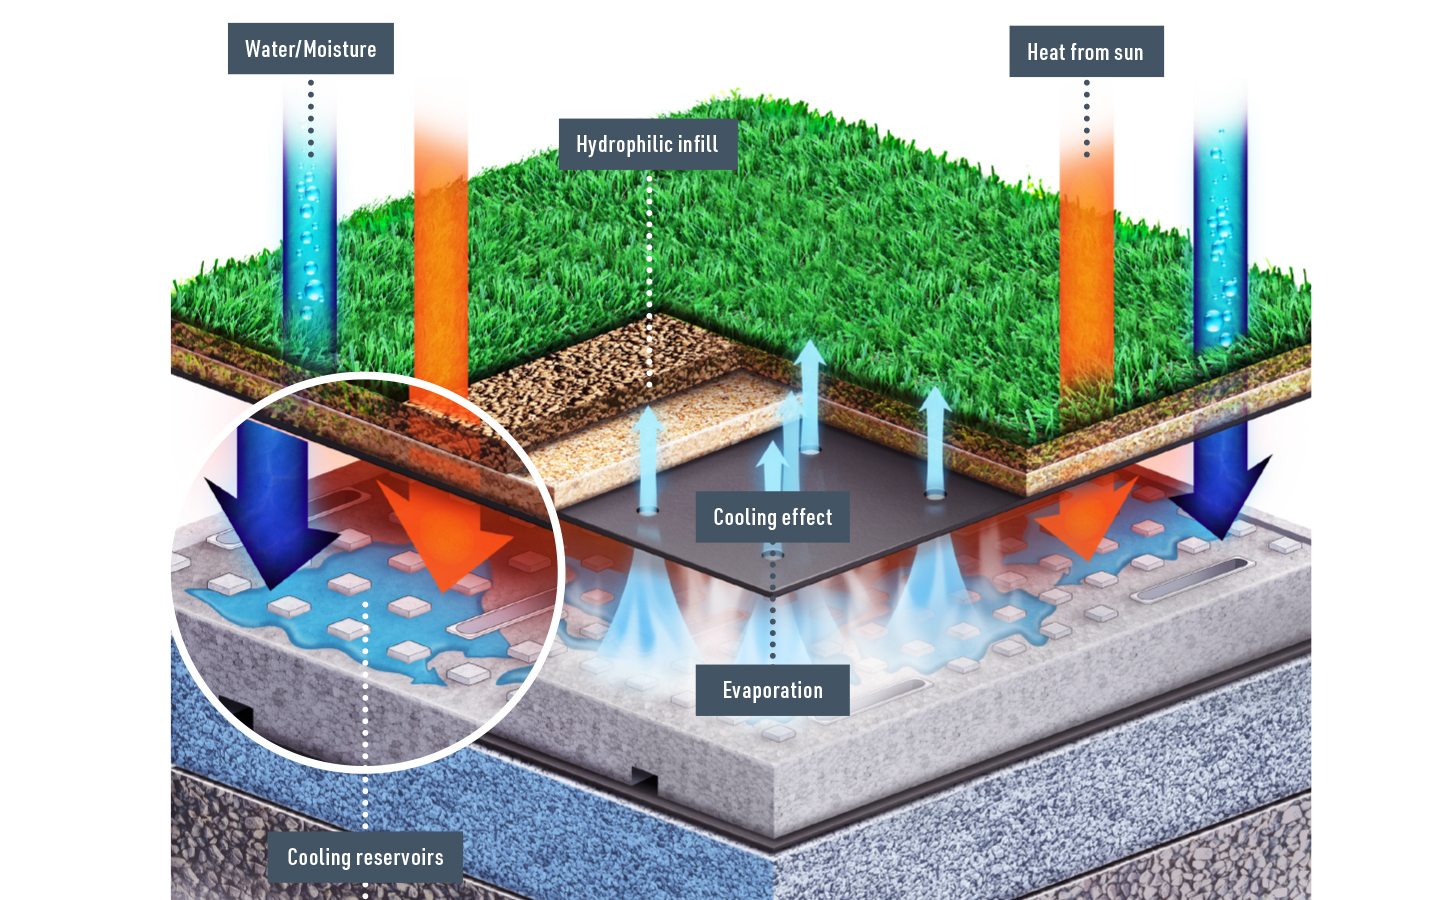 Water/Moisture
Heat from sun
Hydrophilic infill
Cooling effect
Evaporation
Cooling reservoirs